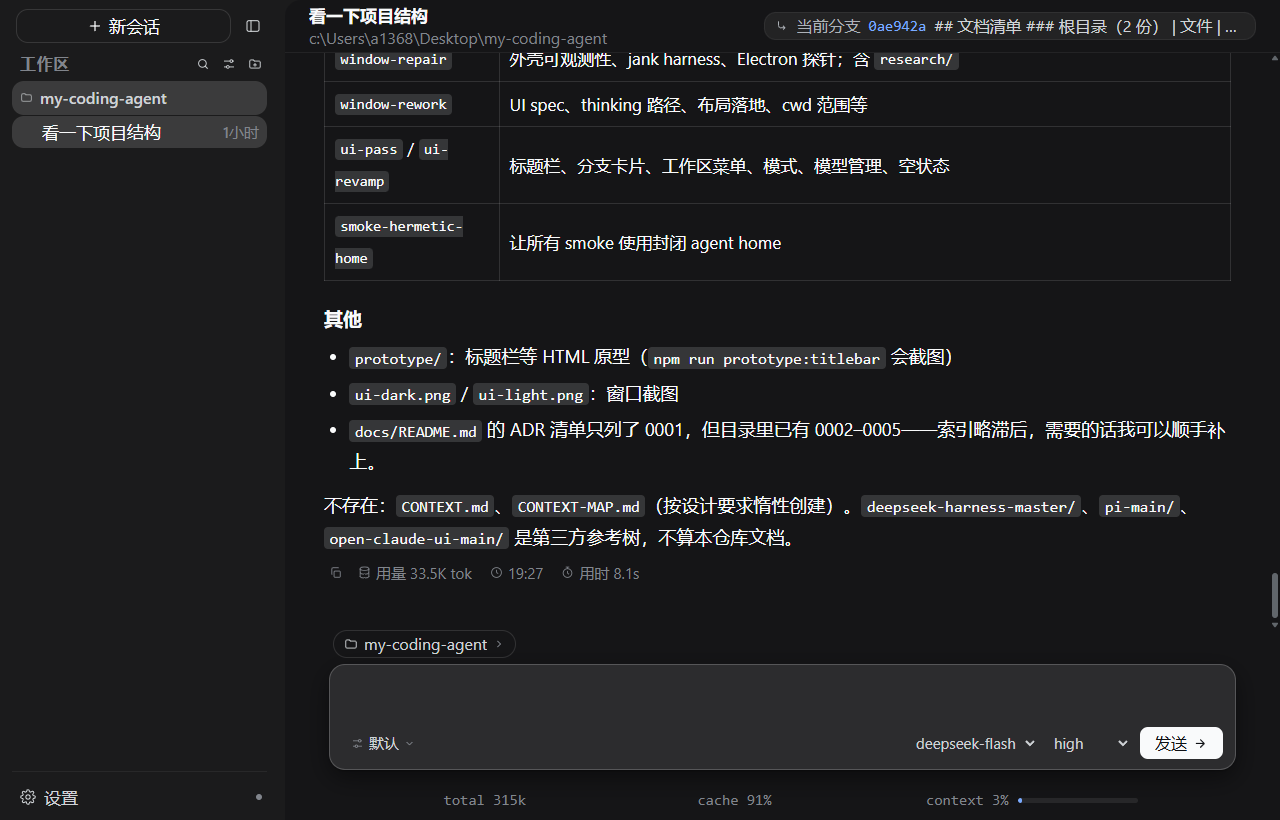 + 新会话
工作区
my-coding-agent
看一下项目结构 1小时
设置
看一下项目结构
c:\Users\a1368\Desktop\my-coding-agent
当前分支 0ae942a ## 文档清单 ### 根目录（2 份） | 文件 | ...
window-repair 外壳可观测性、jank harness、Electron 探针；含 research/
window-rework UI spec、thinking 路径、布局落地、cwd 范围等
ui-pass / ui-
revamp
标题栏、分支卡片、工作区菜单、模式、模型管理、空状态
smoke-hermetic-
home
让所有 smoke 使用封闭 agent home
其他
• prototype/：标题栏等 HTML 原型（npm run prototype:titlebar 会截图）
• ui-dark.png / ui-light.png：窗口截图
• docs/README.md 的 ADR 清单只列了 0001，但目录里已有 0002–0005——索引略滞后，需要的话我可以顺手补
上。
不存在：CONTEXT.md、CONTEXT-MAP.md（按设计要求惰性创建）。deepseek-harness-master/、pi-main/、
open-claude-ui-main/ 是第三方参考树，不算本仓库文档。
用量 33.5K tok 19:27 用时 8.1s
my-coding-agent ›
默认 deepseek-flash high 发送 →
total 315k cache 91% context 3%